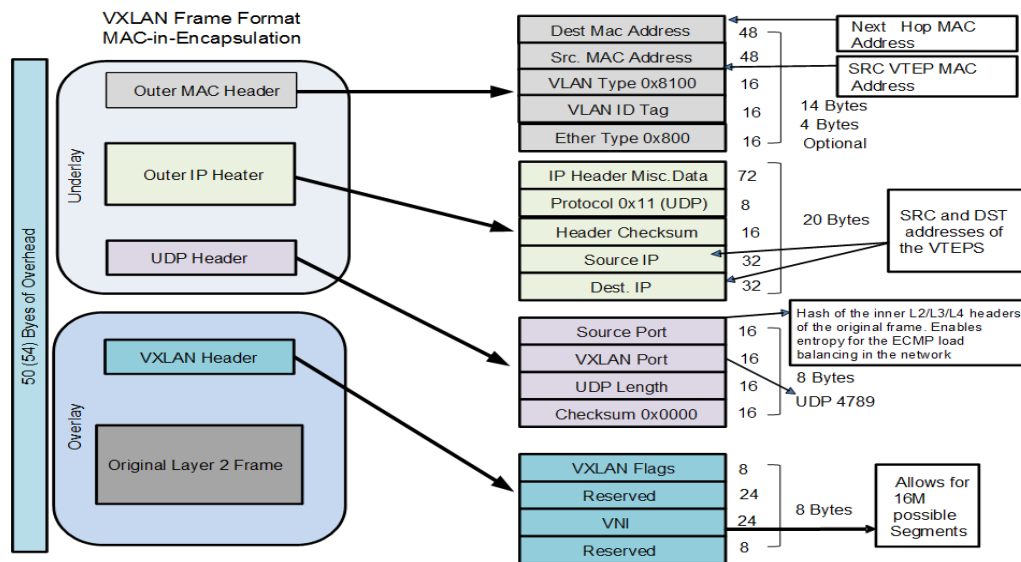 VXLAN Frame Format
MAC-in-Encapsulation
50 (54) Byes of Overhead
Underlay
Outer MAC Header
Outer IP Heater
UDP Header
Overlay
VXLAN Header
Original Layer 2 Frame
Dest Mac Address 48
Src. MAC Address 48
VLAN Type 0x8100 16
VLAN ID Tag 16
Ether Type 0x800 16
14 Bytes
4 Bytes
Optional
Next Hop MAC
Address
SRC VTEP MAC
Address
IP Header Misc.Data 72
Protocol 0x11 (UDP) 8
Header Checksum 16
Source IP 32
Dest. IP 32
20 Bytes
SRC and DST
addresses of
the VTEPS
Source Port 16
VXLAN Port 16
UDP Length 16
Checksum 0x0000 16
8 Bytes
UDP 4789
Hash of the inner L2/L3/L4 headers
of the original frame. Enables
entropy for the ECMP load
balancing in the network
VXLAN Flags 8
Reserved 24
VNI 24
Reserved 8
8 Bytes
Allows for
16M
possible
Segments